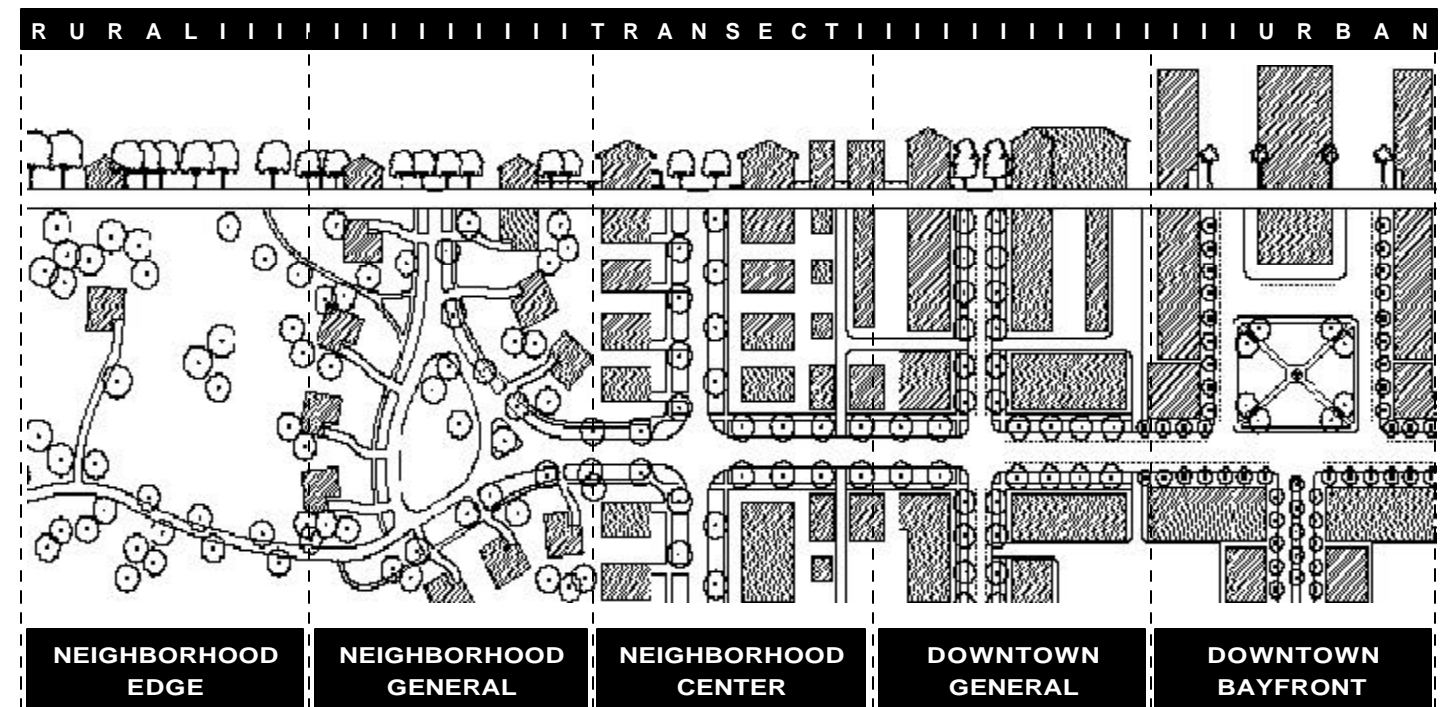 R U R A L I I I I I I I I I I I I I T R A N S E C T I I I I I I I I I I I I I I U R B A N
NEIGHBORHOOD
EDGE
NEIGHBORHOOD
GENERAL
NEIGHBORHOOD
CENTER
DOWNTOWN
GENERAL
DOWNTOWN
BAYFRONT